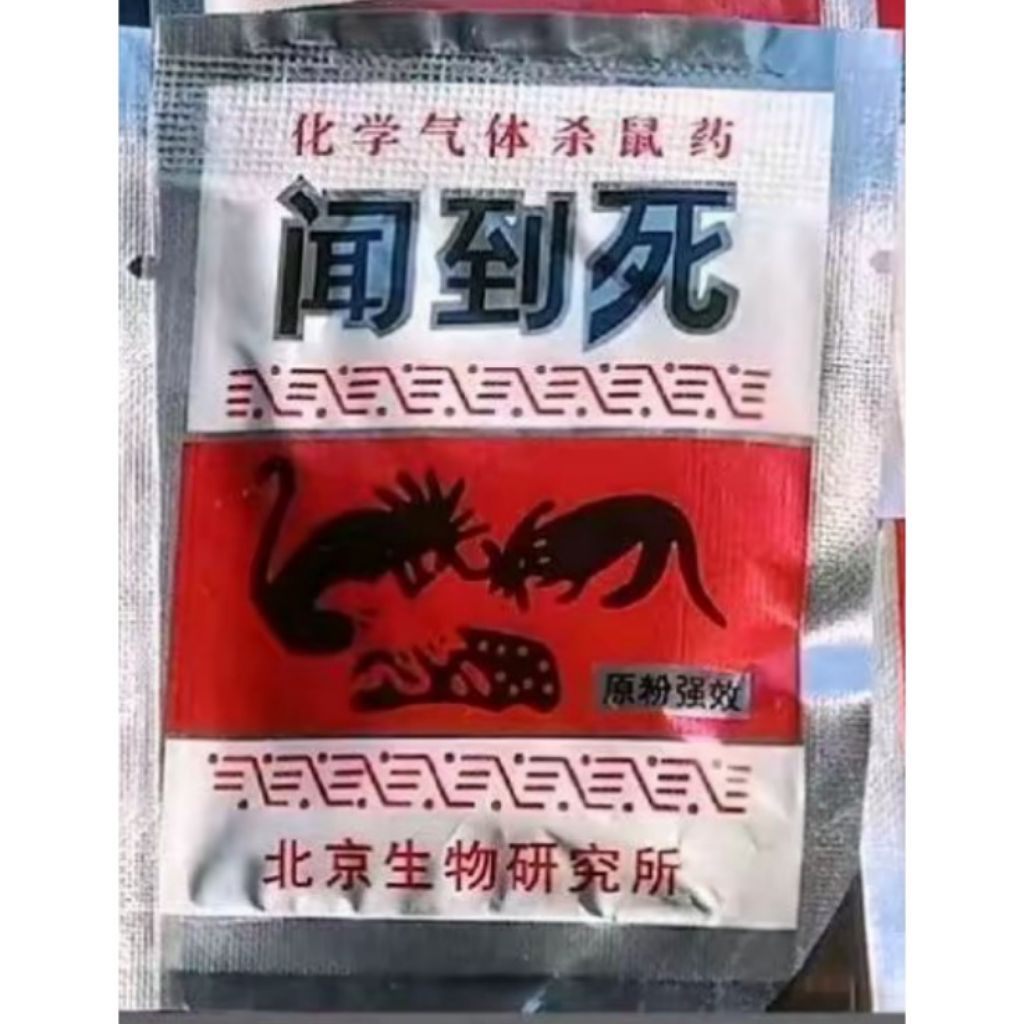 化学气体杀鼠药
闻到死
原粉强效
北京生物研究所